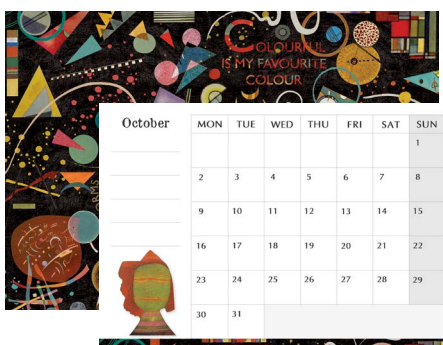 COLOURFUL
IS MY FAVOURITE
COLOUR
October
MON TUE WED THU FRI SAT SUN
1
2 3 4 5 6 7 8
9 10 11 12 13 14 15
16 17 18 19 20 21 22
23 24 25 26 27 28 29
30 31